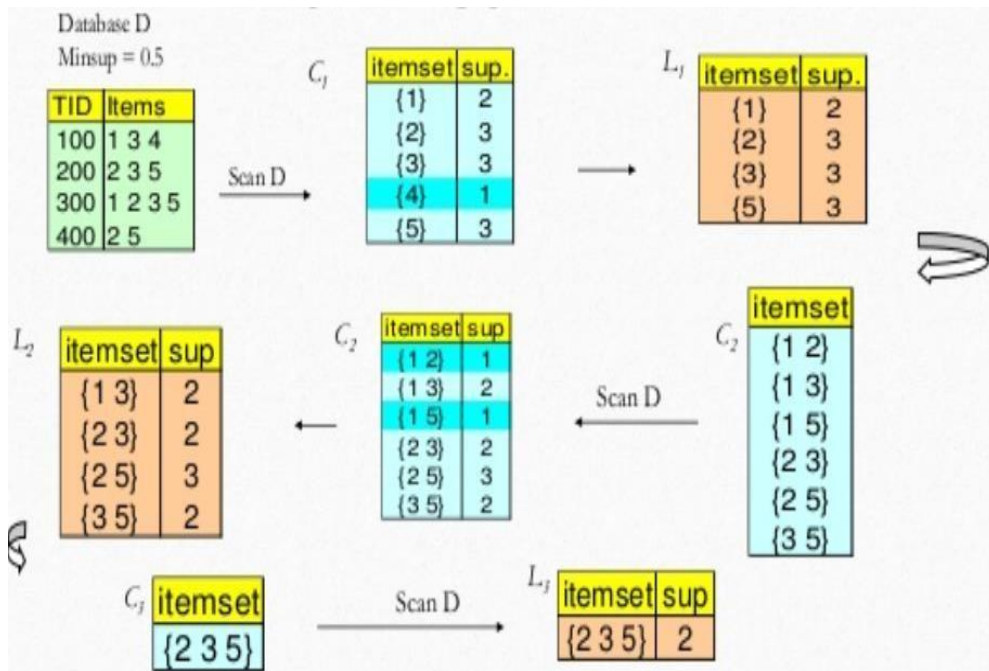 Database D
Minsup = 0.5
TID Items
100 1 3 4
200 2 3 5
300 1 2 3 5
400 2 5
Scan D
C1
itemset sup.
{1} 2
{2} 3
{3} 3
{4} 1
{5} 3
L1
itemset sup.
{1} 2
{2} 3
{3} 3
{5} 3
C2
itemset
{1 2}
{1 3}
{1 5}
{2 3}
{2 5}
{3 5}
Scan D
C2
itemset sup
{1 2} 1
{1 3} 2
{1 5} 1
{2 3} 2
{2 5} 3
{3 5} 2
L2
itemset sup
{1 3} 2
{2 3} 2
{2 5} 3
{3 5} 2
C3
itemset
{2 3 5}
Scan D
L3
itemset sup
{2 3 5} 2